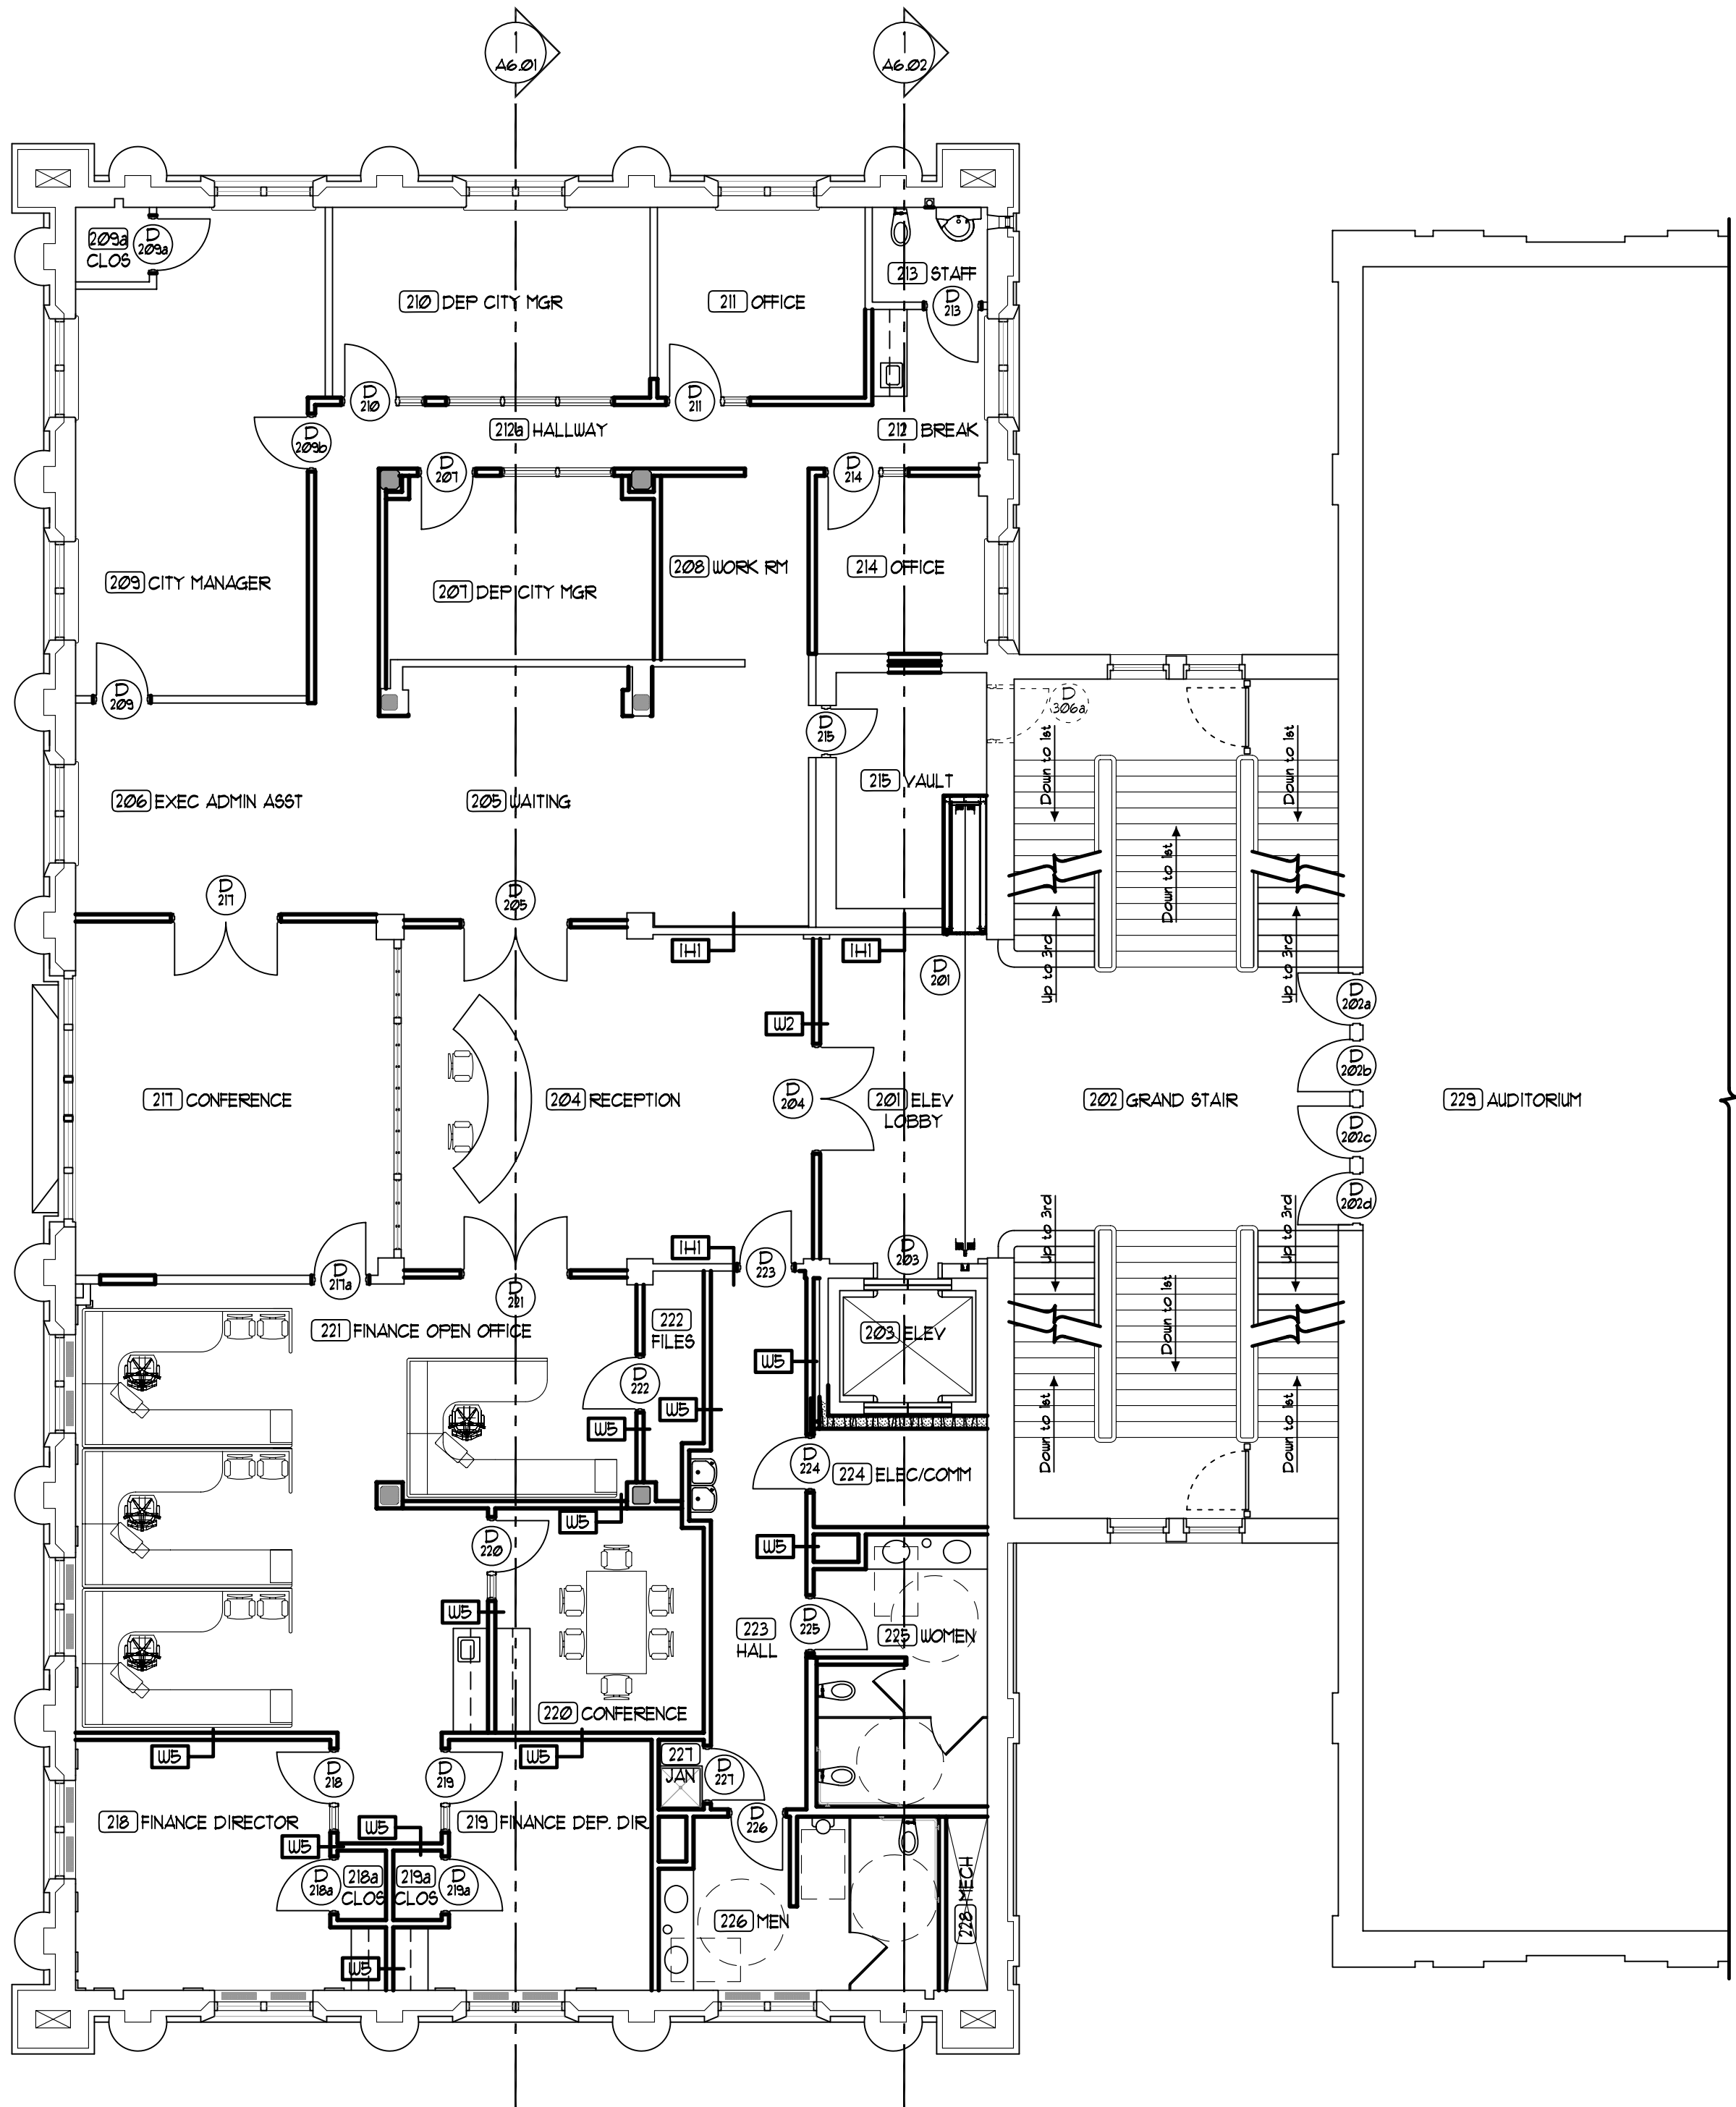 1
A6.01
1
A6.02
209a
CLOS
D
209a
213 STAFF
D
213
210 DEP CITY MGR
211 OFFICE
D
210
D
211
D
209b
212a HALLWAY
212 BREAK
D
207
D
214
209 CITY MANAGER
207 DEP CITY MGR
208 WORK RM
214 OFFICE
D
209
D
306a
D
215
215 VAULT
Down to 1st
Down to 1st
206 EXEC ADMIN ASST
205 WAITING
Down to 1st
D
217
D
205
IH1
IH1
D
201
Up to 3rd
Up to 3rd
D
202a
W2
D
202b
217 CONFERENCE
204 RECEPTION
D
204
201 ELEV
LOBBY
202 GRAND STAIR
229 AUDITORIUM
D
202c
D
202d
Up to 3rd
Up to 3rd
IH1
D
223
D
203
D
217a
D
221
221 FINANCE OPEN OFFICE
222
FILES
203 ELEV
Down to 1st
W5
D
222
W5
W5
Down to 1st
Down to 1st
D
224
224 ELEC/COMM
W5
D
220
W5
W5
D
225
223
HALL
225 WOMEN
220 CONFERENCE
W5
W5
227
JAN
D
227
D
218
D
219
218 FINANCE DIRECTOR
W5
219 FINANCE DEP. DIR.
D
226
W5
D
218a
218a
CLOS
219a
CLOS
D
219a
226 MEN
228 MECH
W5